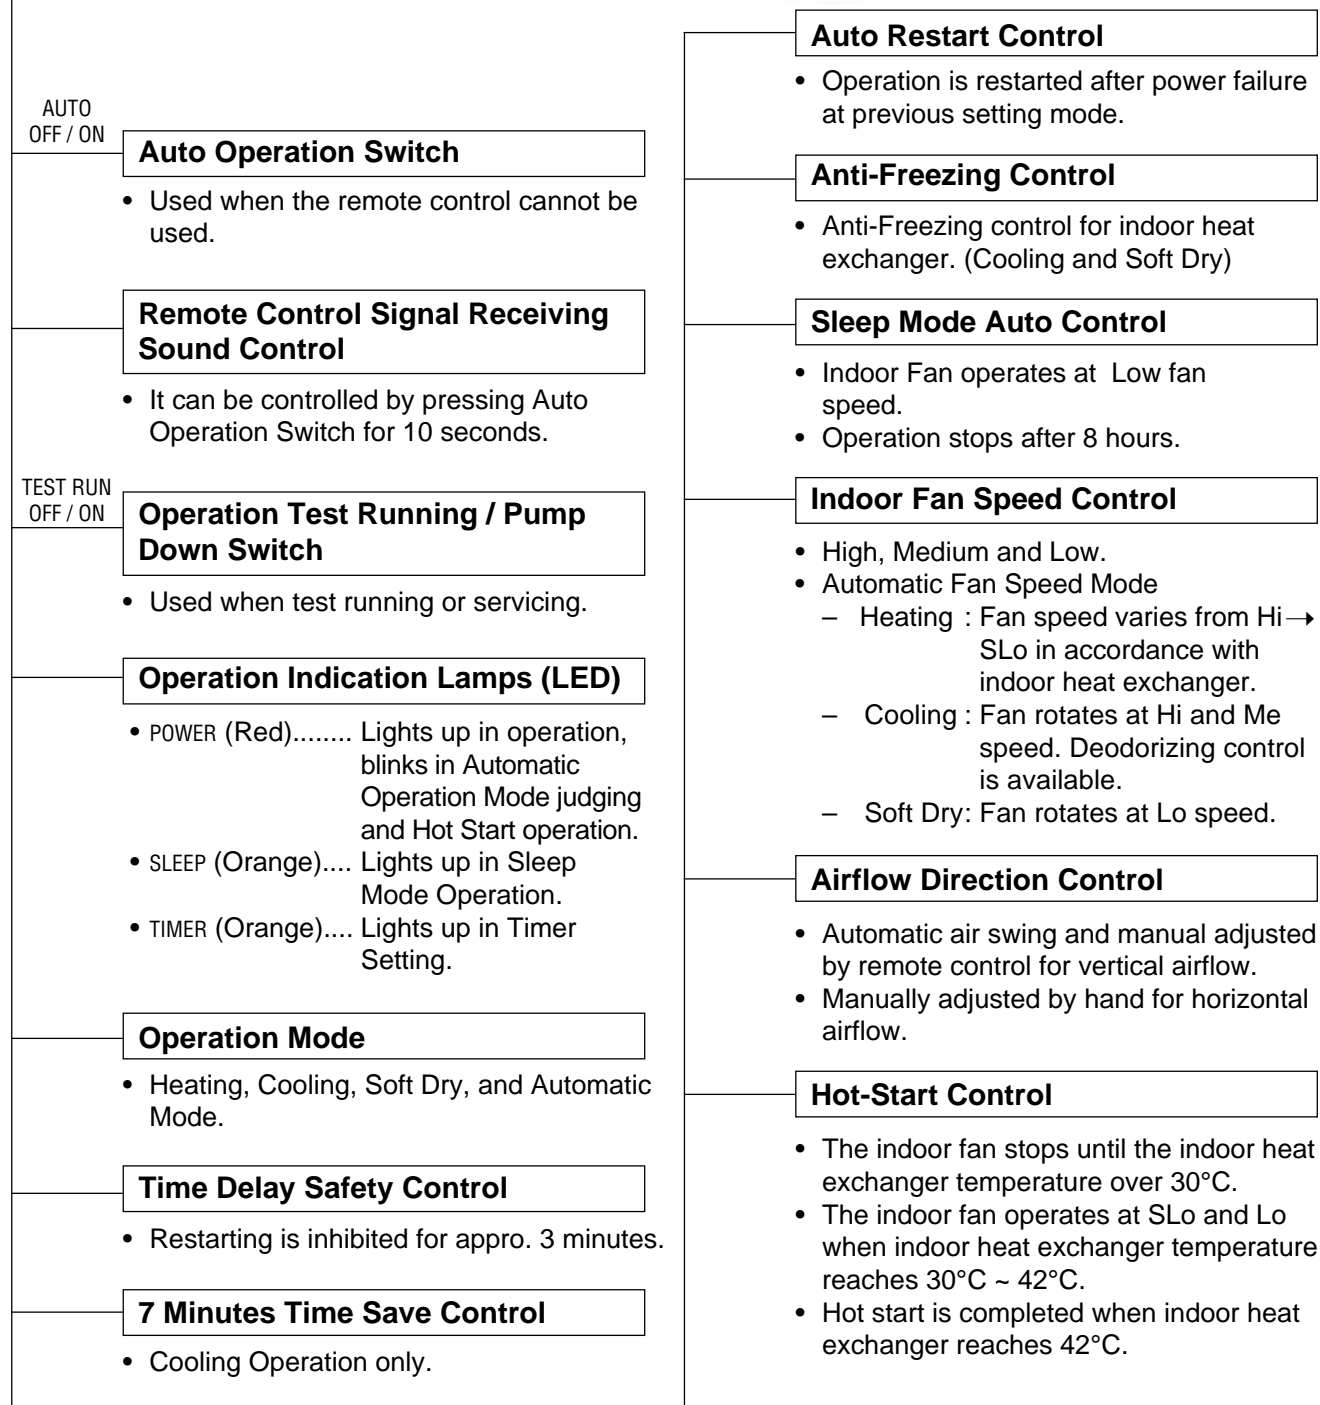 AUTO
OFF / ON
Auto Operation Switch
• Used when the remote control cannot be
used.
Remote Control Signal Receiving
Sound Control
• It can be controlled by pressing Auto
Operation Switch for 10 seconds.
TEST RUN
OFF / ON
Operation Test Running / Pump
Down Switch
• Used when test running or servicing.
Operation Indication Lamps (LED)
• POWER (Red)........ Lights up in operation,
blinks in Automatic
Operation Mode judging
and Hot Start operation.
• SLEEP (Orange).... Lights up in Sleep
Mode Operation.
• TIMER (Orange).... Lights up in Timer
Setting.
Operation Mode
• Heating, Cooling, Soft Dry, and Automatic
Mode.
Time Delay Safety Control
• Restarting is inhibited for appro. 3 minutes.
7 Minutes Time Save Control
• Cooling Operation only.
Auto Restart Control
• Operation is restarted after power failure
at previous setting mode.
Anti-Freezing Control
• Anti-Freezing control for indoor heat
exchanger. (Cooling and Soft Dry)
Sleep Mode Auto Control
• Indoor Fan operates at Low fan
speed.
• Operation stops after 8 hours.
Indoor Fan Speed Control
• High, Medium and Low.
• Automatic Fan Speed Mode
– Heating : Fan speed varies from Hi→
SLo in accordance with
indoor heat exchanger.
– Cooling : Fan rotates at Hi and Me
speed. Deodorizing control
is available.
– Soft Dry: Fan rotates at Lo speed.
Airflow Direction Control
• Automatic air swing and manual adjusted
by remote control for vertical airflow.
• Manually adjusted by hand for horizontal
airflow.
Hot-Start Control
• The indoor fan stops until the indoor heat
exchanger temperature over 30°C.
• The indoor fan operates at SLo and Lo
when indoor heat exchanger temperature
reaches 30°C ~ 42°C.
• Hot start is completed when indoor heat
exchanger reaches 42°C.